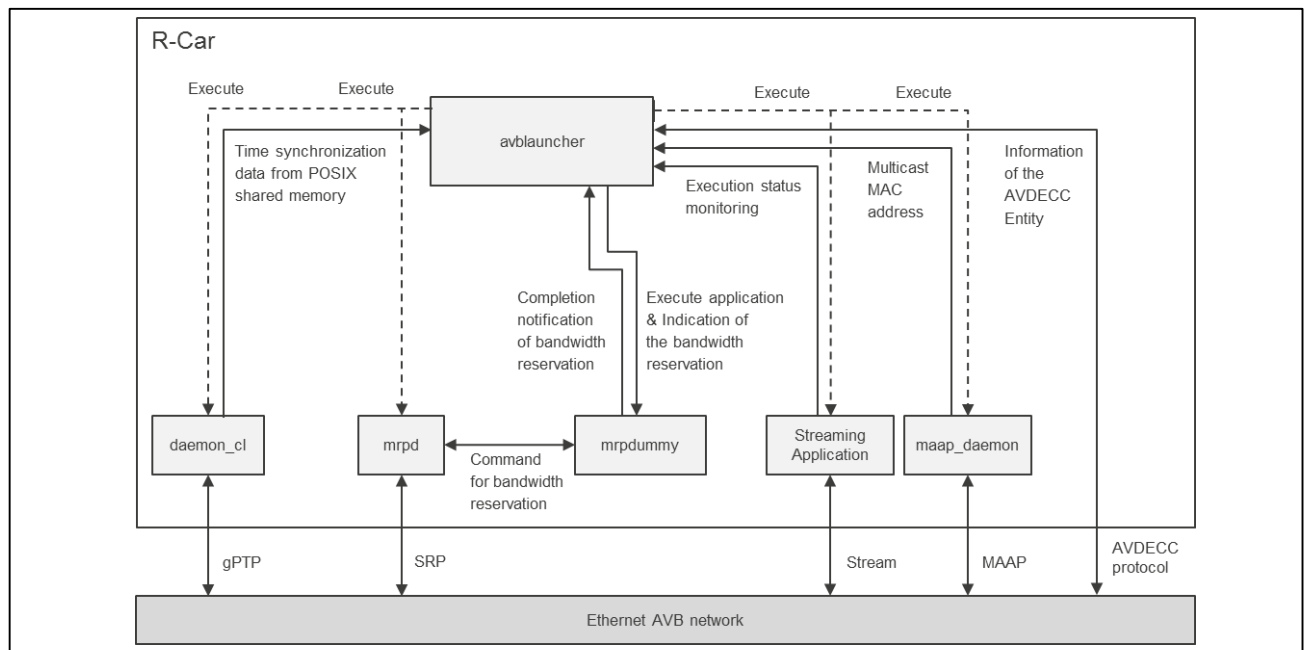 R-Car
Execute
Execute
Execute
Execute
avblauncher
Time synchronization
data from POSIX
shared memory
Execution status
monitoring
Multicast
MAC
address
Information
of the
AVDECC
Entity
Completion
notification
of bandwidth
reservation
Execute application
& Indication of
the bandwidth
reservation
daemon_cl
mrpd
Command
for bandwidth
reservation
mrpdummy
Streaming
Application
maap_daemon
gPTP
SRP
Stream
MAAP
AVDECC
protocol
Ethernet AVB network